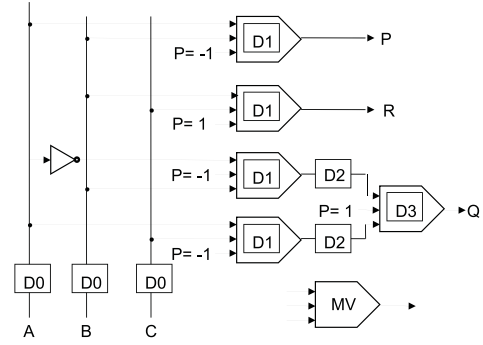 D1 P
P= -1
D1 R
P= 1
P= -1 D1 D2
P= 1 D3 Q
P= -1 D1 D2
D0 D0 D0
MV
A B C